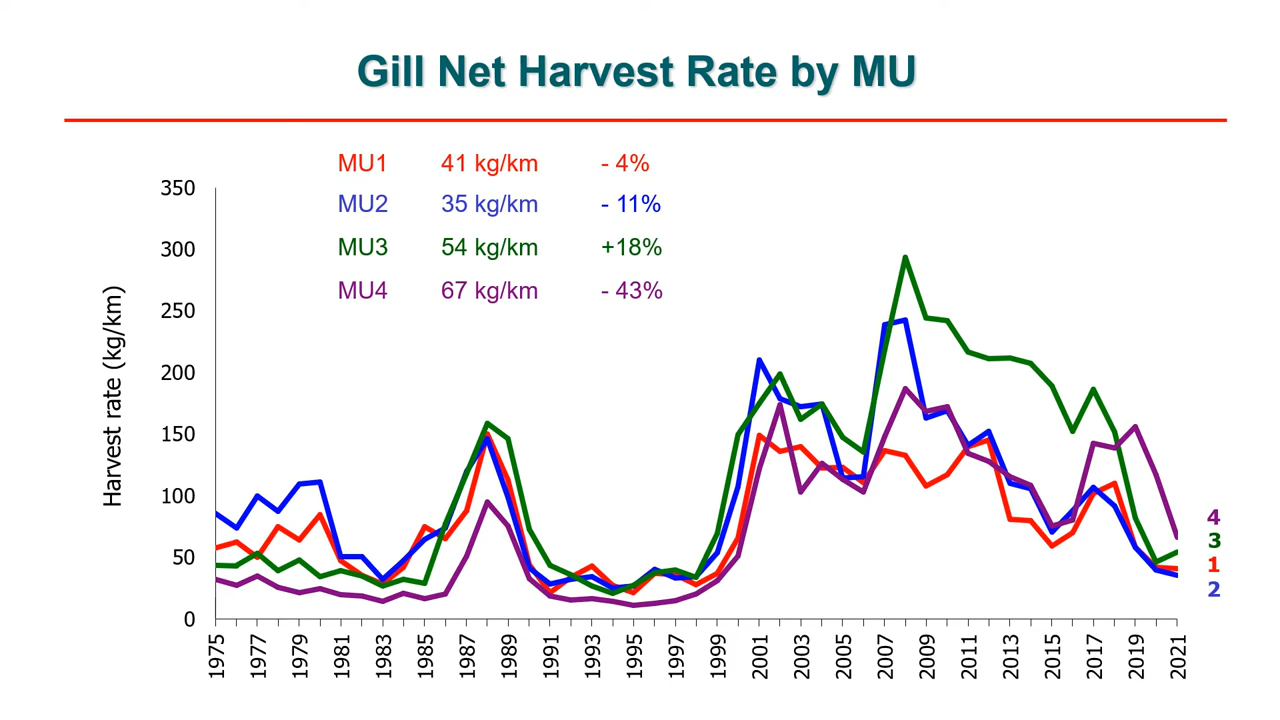 Gill Net Harvest Rate by MU
MU1 41 kg/km - 4%
MU2 35 kg/km - 11%
MU3 54 kg/km +18%
MU4 67 kg/km - 43%
Harvest rate (kg/km)
350
300
250
200
150
100
50
0
1975 1977 1979 1981 1983 1985 1987 1989 1991 1993 1995 1997 1999 2001 2003 2005 2007 2009 2011 2013 2015 2017 2019 2021
4
3
1
2